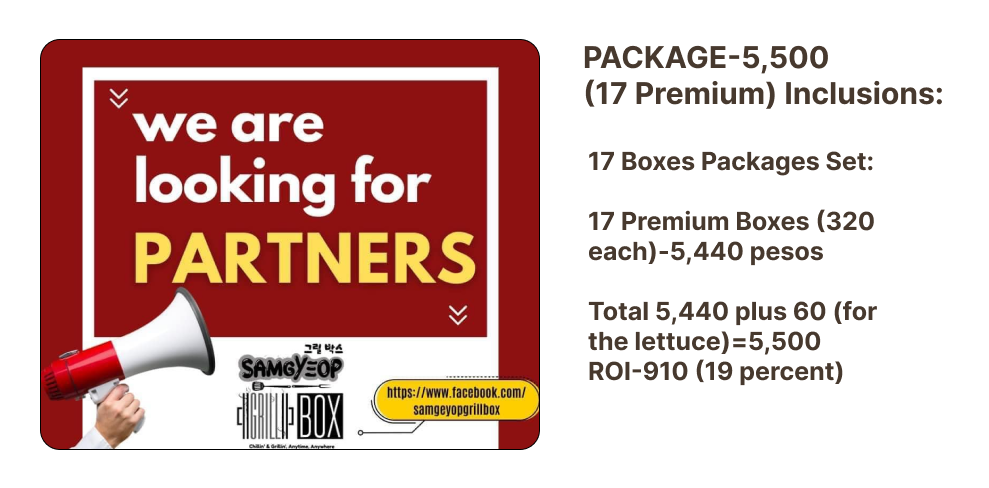 we are
looking for
PARTNERS
그릴 박스
SAMGYEOP
GRILL BOX
Chillin' & Grillin', Anytime, Anywhere
https://www.facebook.com/
samgeyopgrillbox
PACKAGE-5,500
(17 Premium) Inclusions:
17 Boxes Packages Set:
17 Premium Boxes (320
each)-5,440 pesos
Total 5,440 plus 60 (for
the lettuce)=5,500
ROI-910 (19 percent)